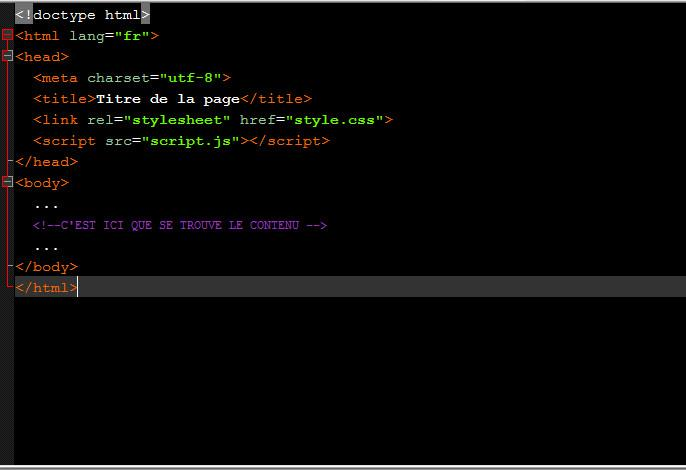 <!doctype html>
<html lang="fr">
<head>
<meta charset="utf-8">
<title>Titre de la page</title>
<link rel="stylesheet" href="style.css">
<script src="script.js"></script>
</head>
<body>
...
<!--C'EST ICI QUE SE TROUVE LE CONTENU -->
...
</body>
</html>